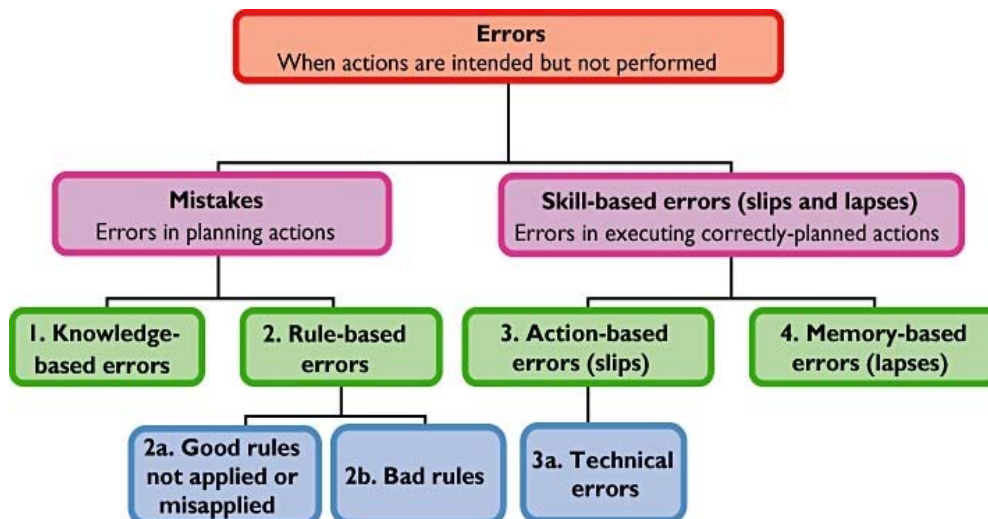 Errors
When actions are intended but not performed
Mistakes
Errors in planning actions
Skill-based errors (slips and lapses)
Errors in executing correctly-planned actions
1. Knowledge-
based errors
2. Rule-based
errors
3. Action-based
errors (slips)
4. Memory-based
errors (lapses)
2a. Good rules
not applied or
misapplied
2b. Bad rules
3a. Technical
errors